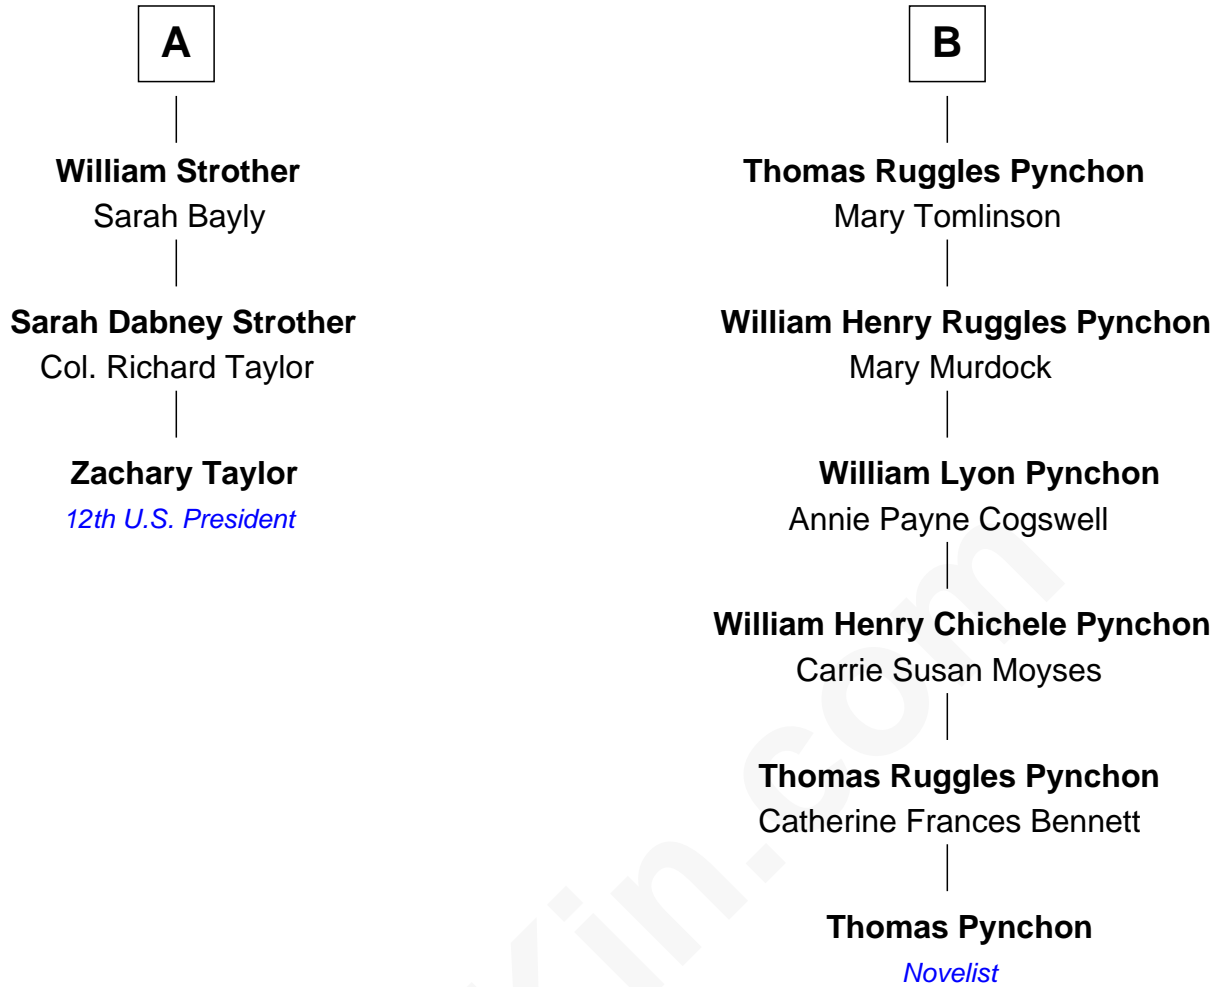 A
William Strother
Sarah Bayly
Sarah Dabney Strother
Col. Richard Taylor
Zachary Taylor
12th U.S. President
B
Thomas Ruggles Pynchon
Mary Tomlinson
William Henry Ruggles Pynchon
Mary Murdock
William Lyon Pynchon
Annie Payne Cogswell
William Henry Chichele Pynchon
Carrie Susan Moyses
Thomas Ruggles Pynchon
Catherine Frances Bennett
Thomas Pynchon
Novelist
Kin.com